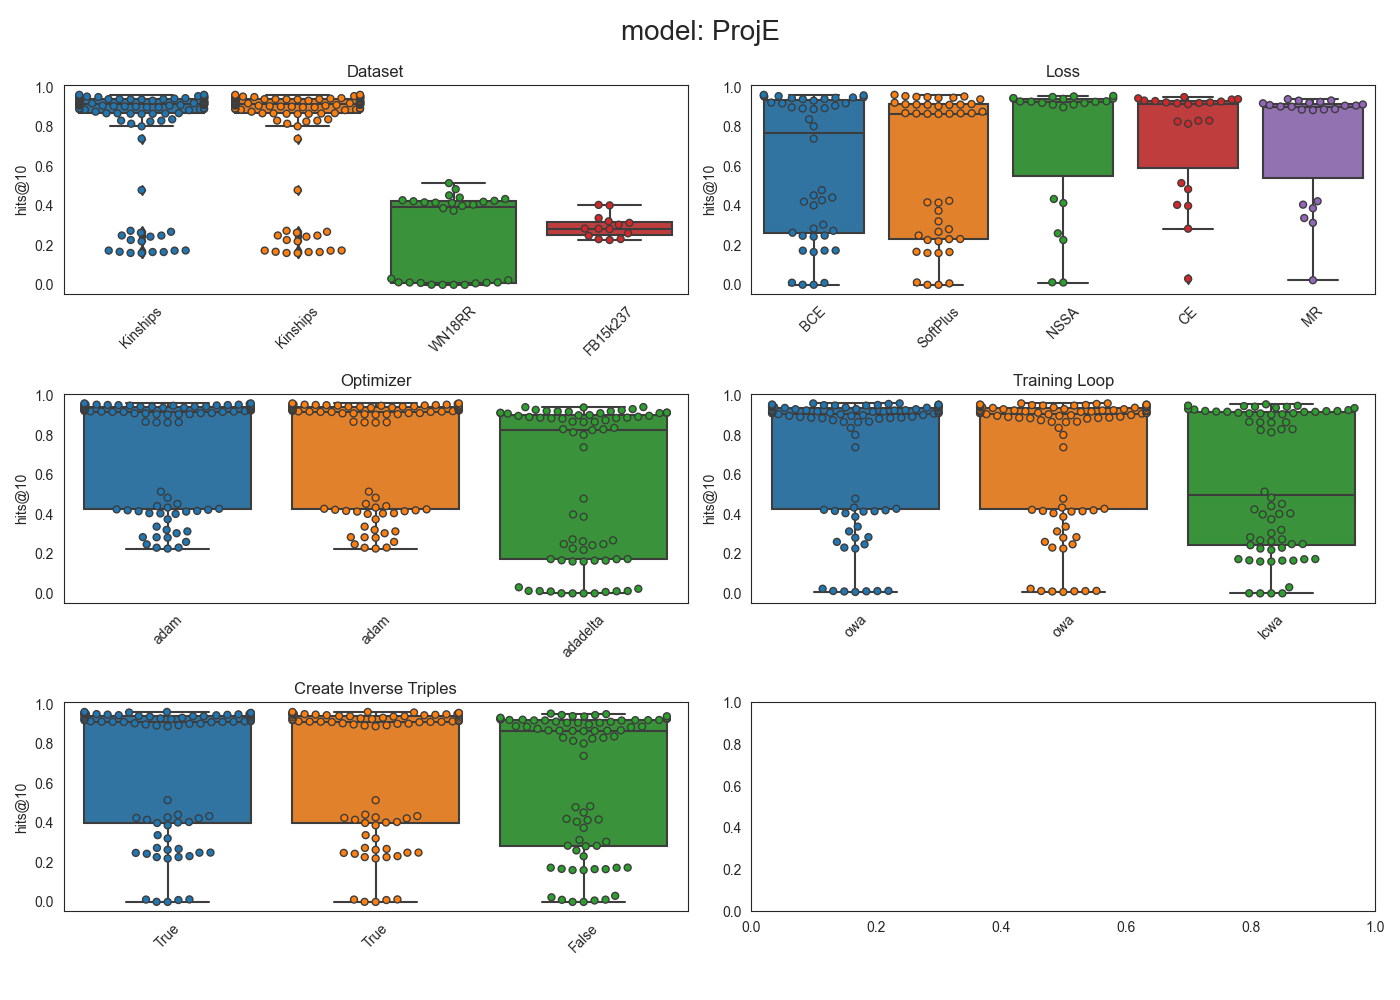 model: ProjE
Dataset
Loss
hits@10
1.0
0.8
0.6
0.4
0.2
0.0
Kinships
Kinships
WN18RR
FB15k237
hits@10
1.0
0.8
0.6
0.4
0.2
0.0
BCE
SoftPlus
NSSA
CE
MR
Optimizer
Training Loop
hits@10
1.0
0.8
0.6
0.4
0.2
0.0
adam
adam
adadelta
hits@10
1.0
0.8
0.6
0.4
0.2
0.0
owa
owa
lcwa
Create Inverse Triples
hits@10
1.0
0.8
0.6
0.4
0.2
0.0
True
True
False
1.0
0.8
0.6
0.4
0.2
0.0
0.0 0.2 0.4 0.6 0.8 1.0